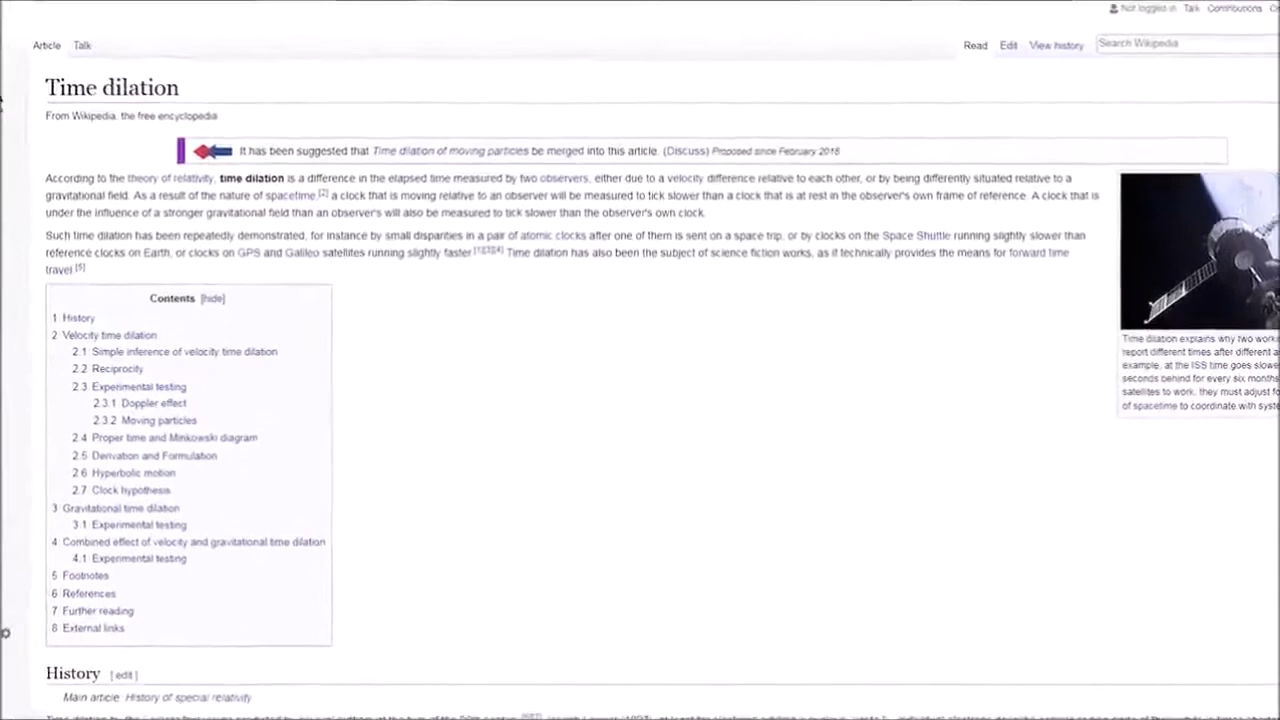 Not logged in Talk Contributions
Article Talk
Read Edit View history Search Wikipedia
Time dilation
From Wikipedia, the free encyclopedia
It has been suggested that Time dilation of moving particles be merged into this article. (Discuss) Proposed since February 2018
According to the theory of relativity, time dilation is a difference in the elapsed time measured by two observers, either due to a velocity difference relative to each other, or by being differently situated relative to a
gravitational field. As a result of the nature of spacetime,[2] a clock that is moving relative to an observer will be measured to tick slower than a clock that is at rest in the observer's own frame of reference. A clock that is
under the influence of a stronger gravitational field than an observer's will also be measured to tick slower than the observer's own clock.
Such time dilation has been repeatedly demonstrated, for instance by small disparities in a pair of atomic clocks after one of them is sent on a space trip, or by clocks on the Space Shuttle running slightly slower than
reference clocks on Earth, or clocks on GPS and Galileo satellites running slightly faster.[1][3][4] Time dilation has also been the subject of science fiction works, as it technically provides the means for forward time
travel.[5]
Contents [hide]
1 History
2 Velocity time dilation
2.1 Simple inference of velocity time dilation
2.2 Reciprocity
2.3 Experimental testing
2.3.1 Doppler effect
2.3.2 Moving particles
2.4 Proper time and Minkowski diagram
2.5 Derivation and Formulation
2.6 Hyperbolic motion
2.7 Clock hypothesis
3 Gravitational time dilation
3.1 Experimental testing
4 Combined effect of velocity and gravitational time dilation
4.1 Experimental testing
5 Footnotes
6 References
7 Further reading
8 External links
Time dilation explains why two worki
report different times after different a
example, at the ISS time goes slowe
seconds behind for every six months
satellites to work, they must adjust fo
of spacetime to coordinate with syst
History [edit]
Main article: History of special relativity